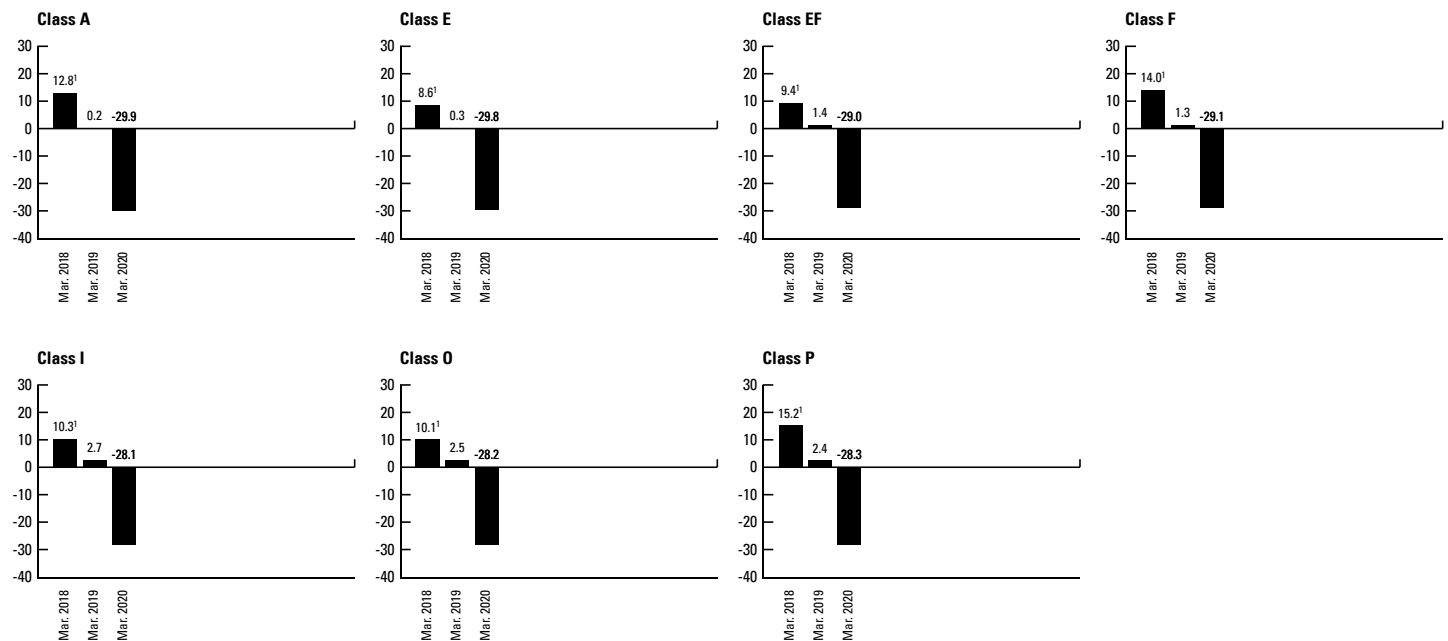 Class A
30
20
10
0
-10
-20
-30
-40
12.8¹
0.2
-29.9
Mar. 2018
Mar. 2019
Mar. 2020
Class E
30
20
10
0
-10
-20
-30
-40
8.6¹
0.3
-29.8
Mar. 2018
Mar. 2019
Mar. 2020
Class EF
30
20
10
0
-10
-20
-30
-40
9.4¹
1.4
-29.0
Mar. 2018
Mar. 2019
Mar. 2020
Class F
30
20
10
0
-10
-20
-30
-40
14.0¹
1.3
-29.1
Mar. 2018
Mar. 2019
Mar. 2020
Class I
30
20
10
0
-10
-20
-30
-40
10.3¹
2.7
-28.1
Mar. 2018
Mar. 2019
Mar. 2020
Class O
30
20
10
0
-10
-20
-30
-40
10.1¹
2.5
-28.2
Mar. 2018
Mar. 2019
Mar. 2020
Class P
30
20
10
0
-10
-20
-30
-40
15.2¹
2.4
-28.3
Mar. 2018
Mar. 2019
Mar. 2020